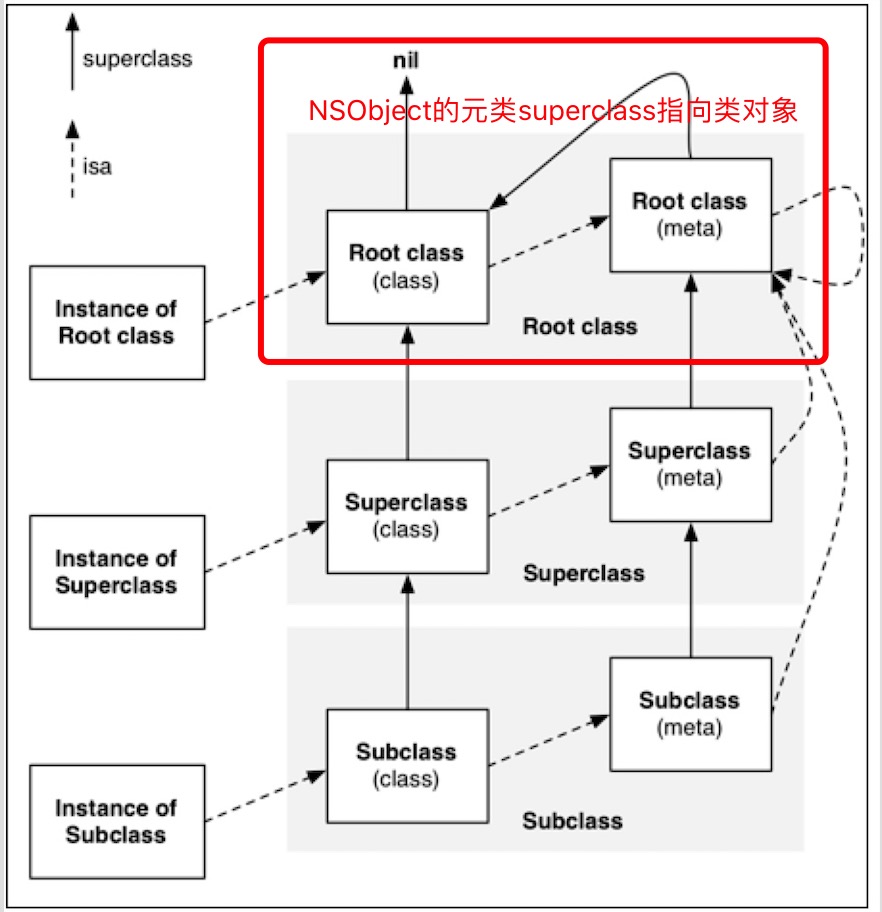 superclass
isa
nil
NSObject的元类superclass指向类对象
Root class
(meta)
Root class
(class)
Instance of
Root class
Root class
Superclass
(meta)
Superclass
(class)
Instance of
Superclass
Superclass
Subclass
(meta)
Subclass
(class)
Instance of
Subclass
Subclass